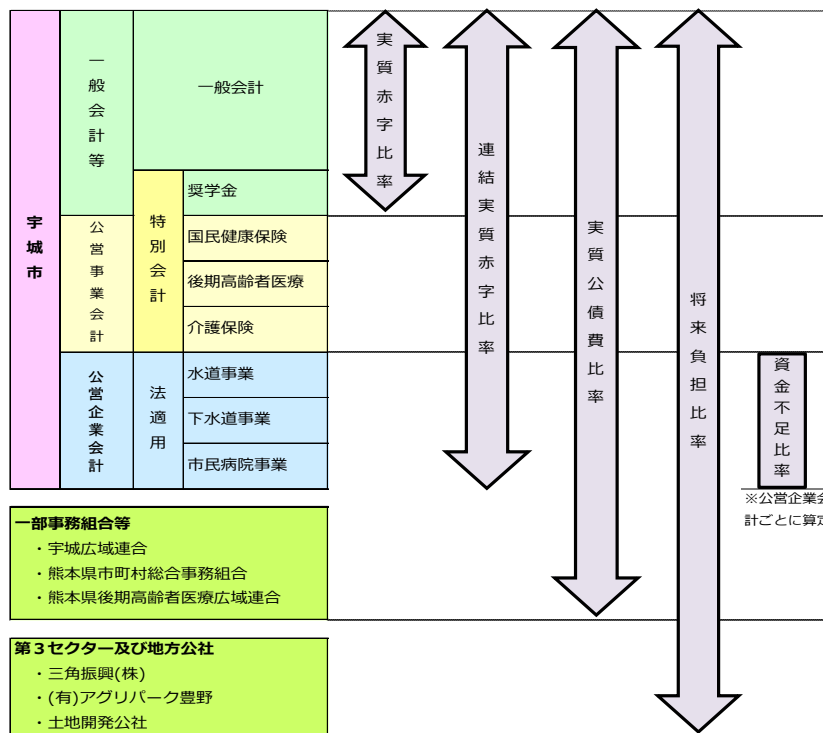 宇城市
一般会計等
一般会計
特別会計
奨学金
公営事業会計
国民健康保険
後期高齢者医療
介護保険
公営企業会計
法適用
水道事業
下水道事業
市民病院事業
実質赤字比率
連結実質赤字比率
実質公債費比率
将来負担比率
資金不足比率
※公営企業会
計ごとに算定
一部事務組合等
・宇城広域連合
・熊本県市町村総合事務組合
・熊本県後期高齢者医療広域連合
第３セクター及び地方公社
・三角振興(株)
・(有)アグリパーク豊野
・土地開発公社